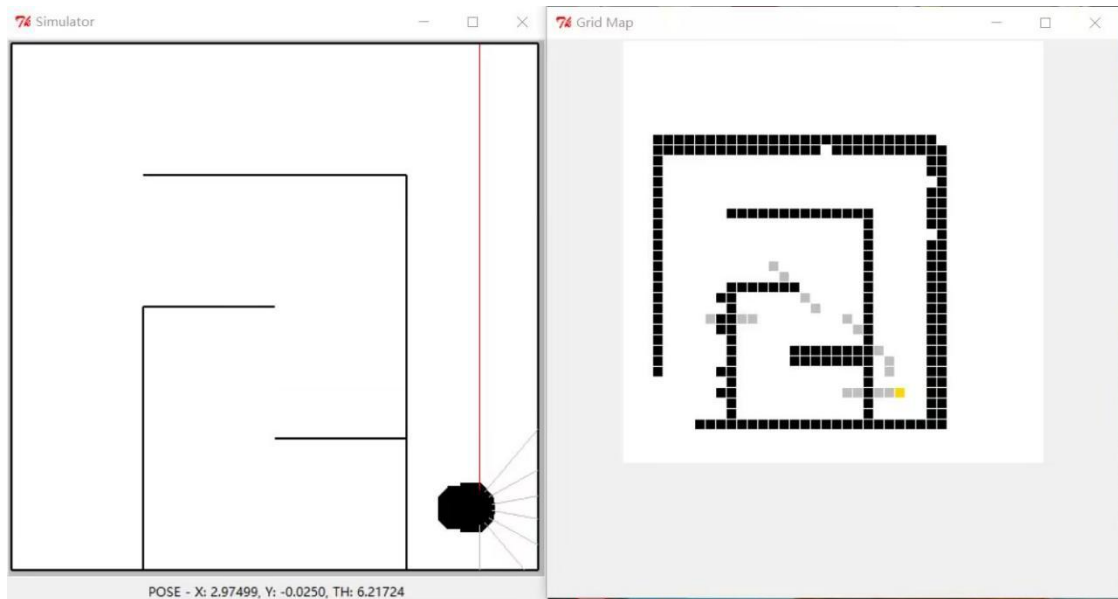 Simulator
Grid Map
POSE - X: 2.97499, Y: -0.0250, TH: 6.21724